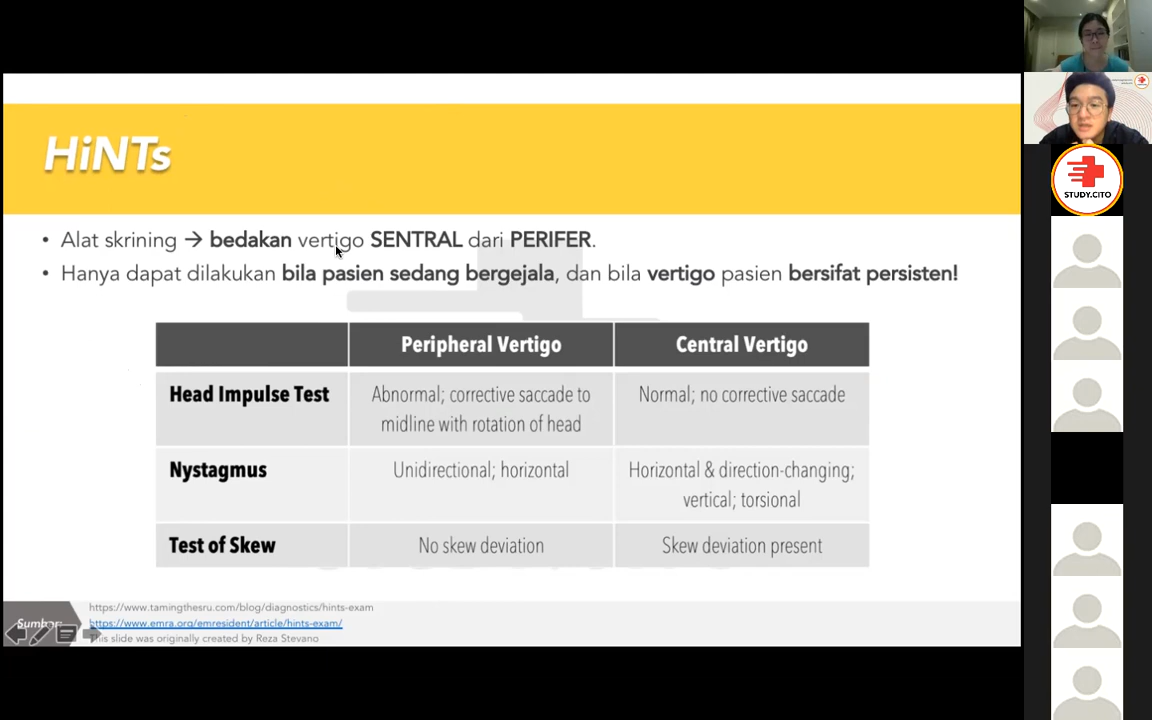 HiNTs
• Alat skrining → bedakan vertigo SENTRAL dari PERIFER.
• Hanya dapat dilakukan bila pasien sedang bergejala, dan bila vertigo pasien bersifat persisten!
Peripheral Vertigo
Central Vertigo
Head Impulse Test
Abnormal; corrective saccade to
midline with rotation of head
Normal; no corrective saccade
Nystagmus
Unidirectional; horizontal
Horizontal & direction-changing;
vertical; torsional
Test of Skew
No skew deviation
Skew deviation present
Sumber
https://www.tamingthesru.com/blog/diagnostics/hints-exam
https://www.emra.org/emresident/article/hints-exam/
This slide was originally created by Reza Stevano
STUDY.CITO